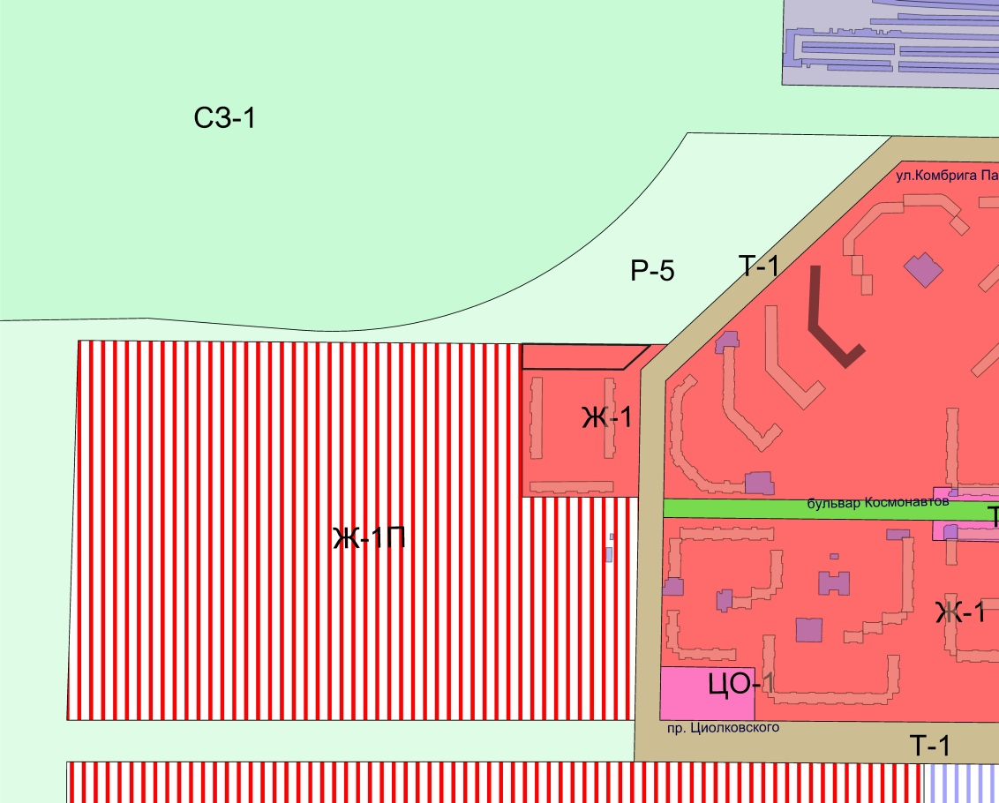 СЗ-1
ул.Комбрига Па
Р-5
Т-1
Ж-1
бульвар Космонавтов
Т
Ж-1П
Ж-1
ЦО-1
пр. Циолковского
Т-1